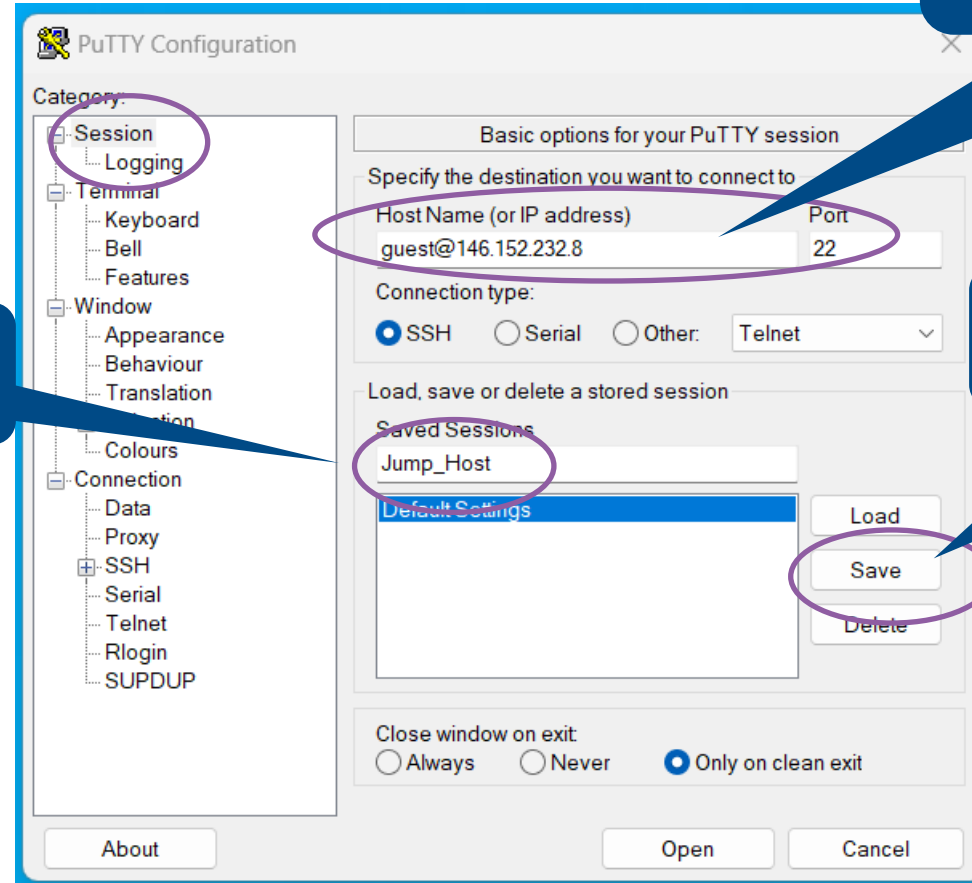 PuTTY Configuration
Category:
Session
Logging
Terminal
Keyboard
Bell
Features
Window
Appearance
Behaviour
Translation
Colours
Connection
Data
Proxy
SSH
Serial
Telnet
Rlogin
SUPDUP
Basic options for your PuTTY session
Specify the destination you want to connect to
Host Name (or IP address) Port
guest@146.152.232.8 22
Connection type:
SSH Serial Other: Telnet
Load, save or delete a stored session
Saved Sessions
Jump_Host
Default Settings
Load
Save
Delete
Close window on exit:
Always Never Only on clean exit
About Open Cancel